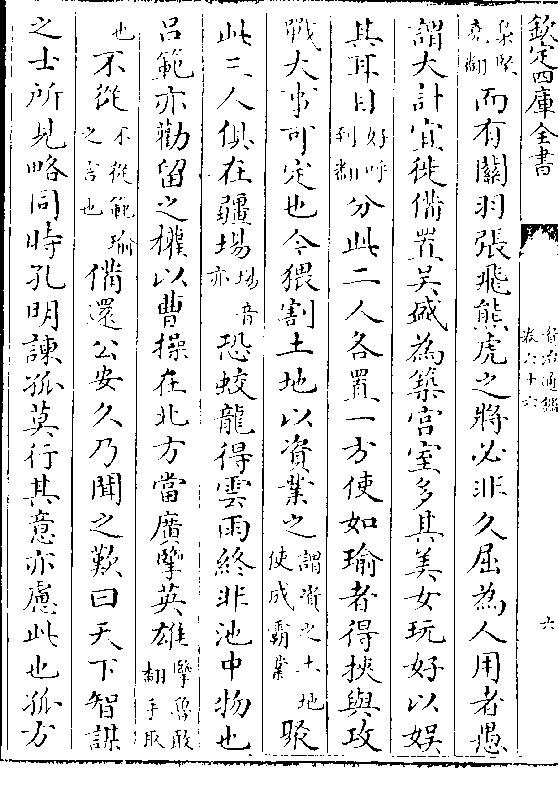 欽定四庫全書 資治通鑑卷六十六 六
梟堅堯翻而有關羽張飛熊虎之將必非久屈為人用者愚
謂大計宜徙備置吳盛為築宮室多其美女玩好以娯
其耳目好呼到翻分此二人各置一方使如瑜者得挾與攻
戰大事可定也今猥割土地以資業之謂資之土地使成霸業聚
此三人俱在疆場場音亦恐蛟龍得雲雨終非池中物也
吕範亦勸留之權以曹操在北方當廣擥英雄擥魯敢翻手取
也不從不從範瑜之言也備還公安久乃聞之歎曰天下智謀
之士所見略同時孔明諫孤莫行其意亦慮此也孤方